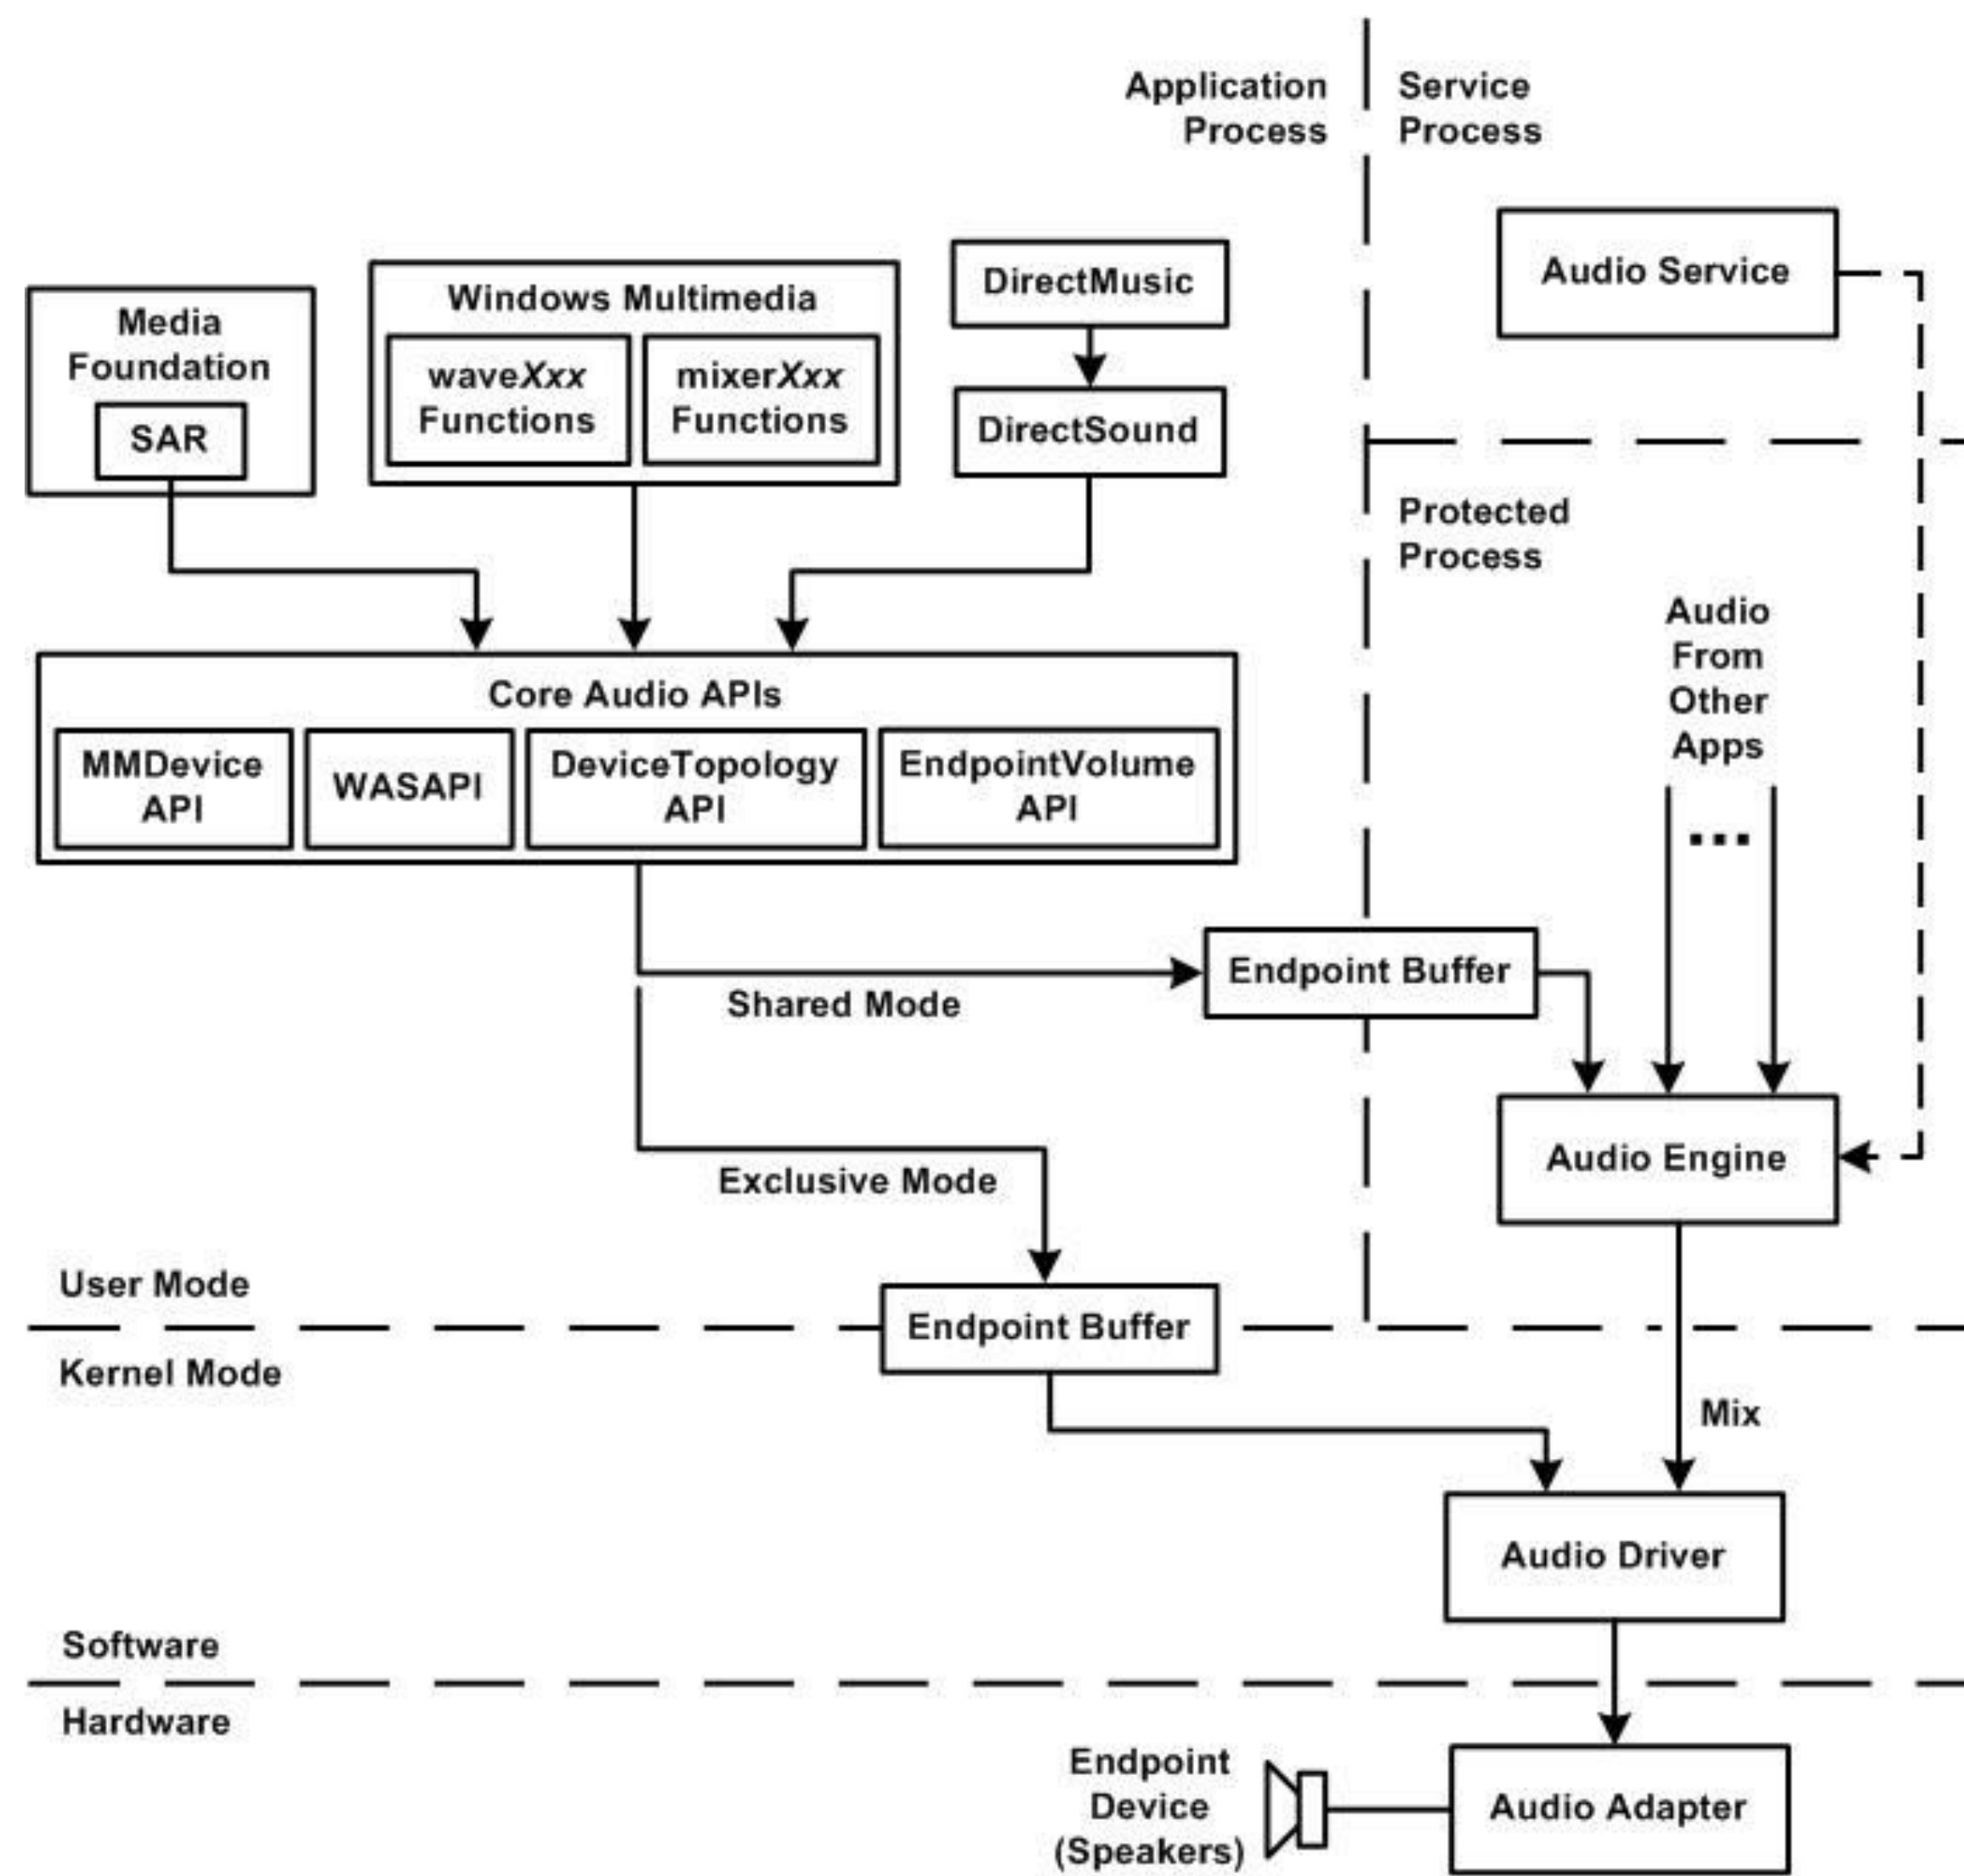 Application
Process
Service
Process
Audio Service
DirectMusic
Windows Multimedia
Media
Foundation
SAR
waveXxx
Functions
mixerXxx
Functions
DirectSound
Protected
Process
Audio
From
Other
Apps
...
Core Audio APIs
MMDevice
API
WASAPI
DeviceTopology
API
EndpointVolume
API
Endpoint Buffer
Shared Mode
Audio Engine
Exclusive Mode
User Mode
Endpoint Buffer
Kernel Mode
Mix
Audio Driver
Software
Hardware
Endpoint
Device
(Speakers)
Audio Adapter